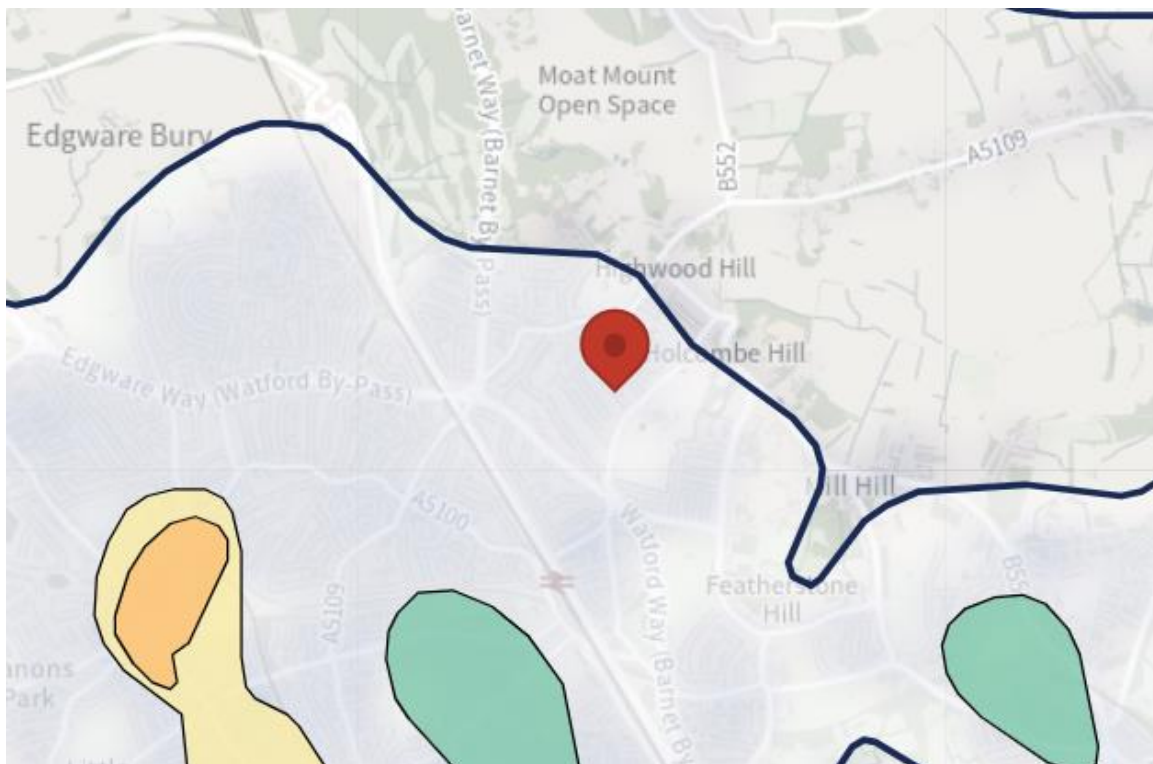 Moat Mount
Open Space
Edgware Bury
B552
A5109
Barnet Way (Barnet By-Pass)
Highwood Hill
Holcombe Hill
Edgware Way (Watford By-Pass)
A5100
Mill Hill
Watford Way (Barnet By
Featherstone
Hill
A5109
anons
Park